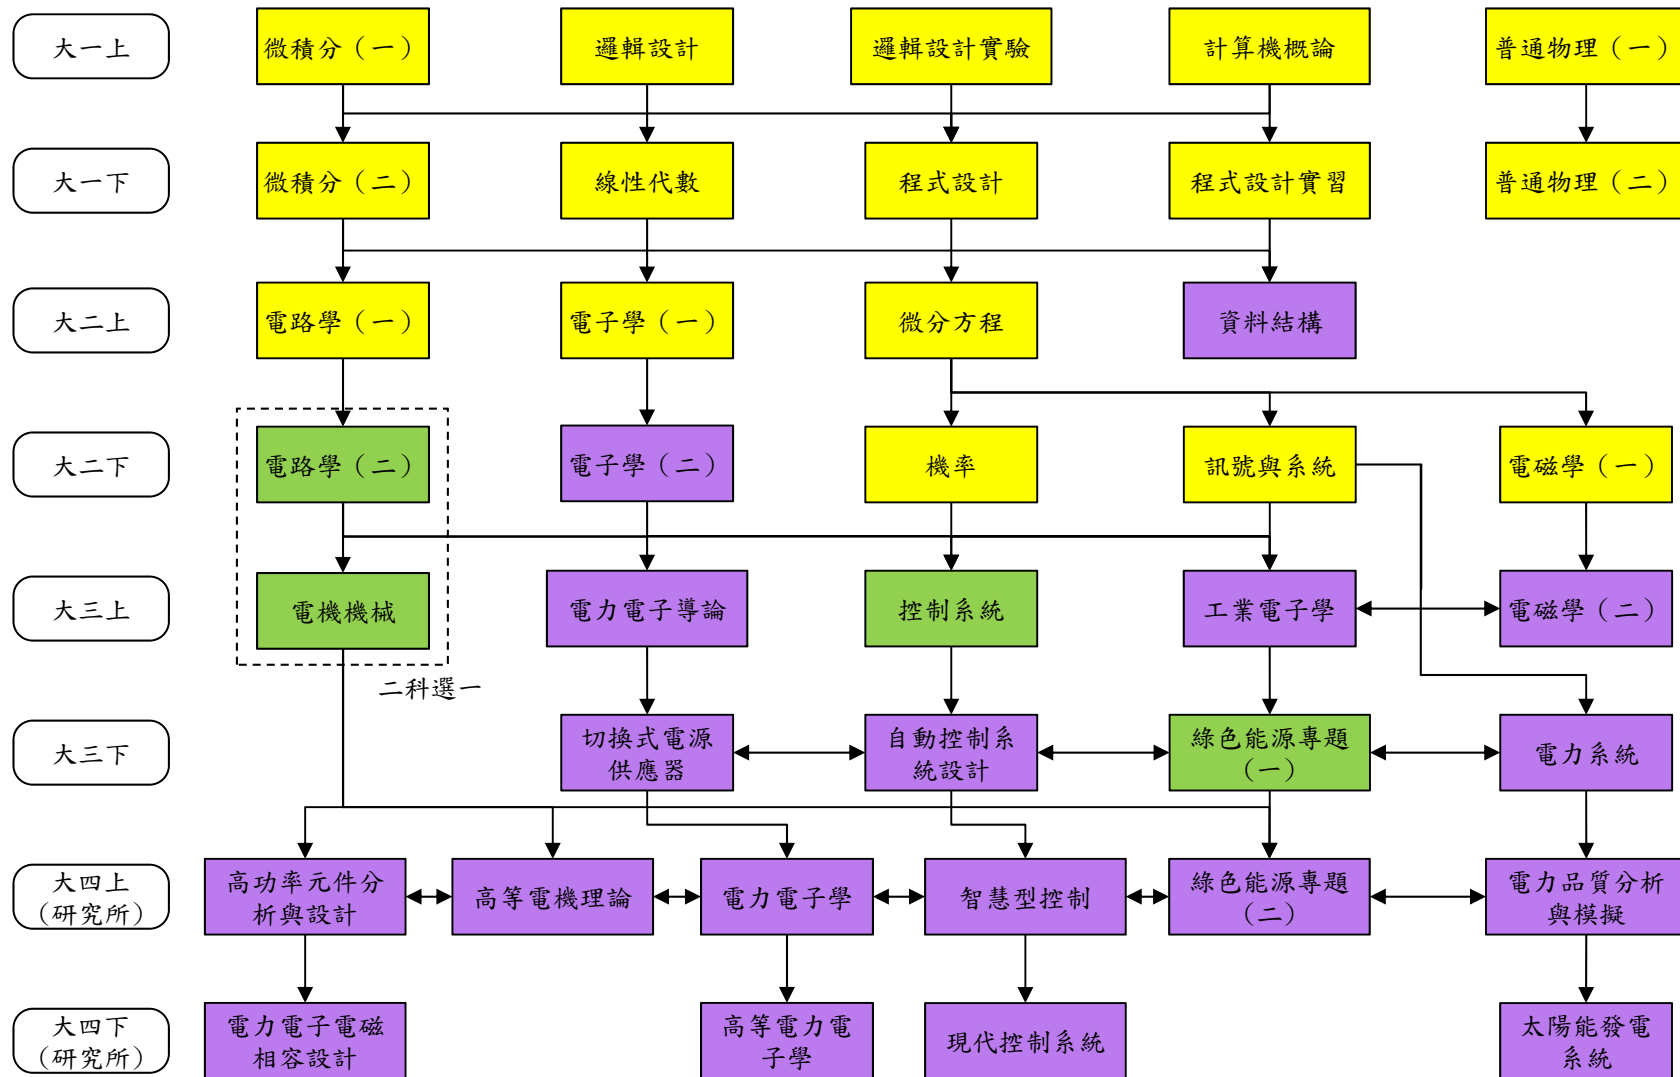 大一上
微積分（一）
邏輯設計
邏輯設計實驗
計算機概論
普通物理（一）
大一下
微積分（二）
線性代數
程式設計
程式設計實習
普通物理（二）
大二上
電路學（一）
電子學（一）
微分方程
資料結構
大二下
電路學（二）
電子學（二）
機率
訊號與系統
電磁學（一）
大三上
電機機械
電力電子導論
控制系統
工業電子學
電磁學（二）
二科選一
大三下
切換式電源
供應器
自動控制系
統設計
綠色能源專題
（一）
電力系統
大四上
（研究所）
高功率元件分
析與設計
高等電機理論
電力電子學
智慧型控制
綠色能源專題
（二）
電力品質分析
與模擬
大四下
（研究所）
電力電子電磁
相容設計
高等電力電
子學
現代控制系統
太陽能發電
系統